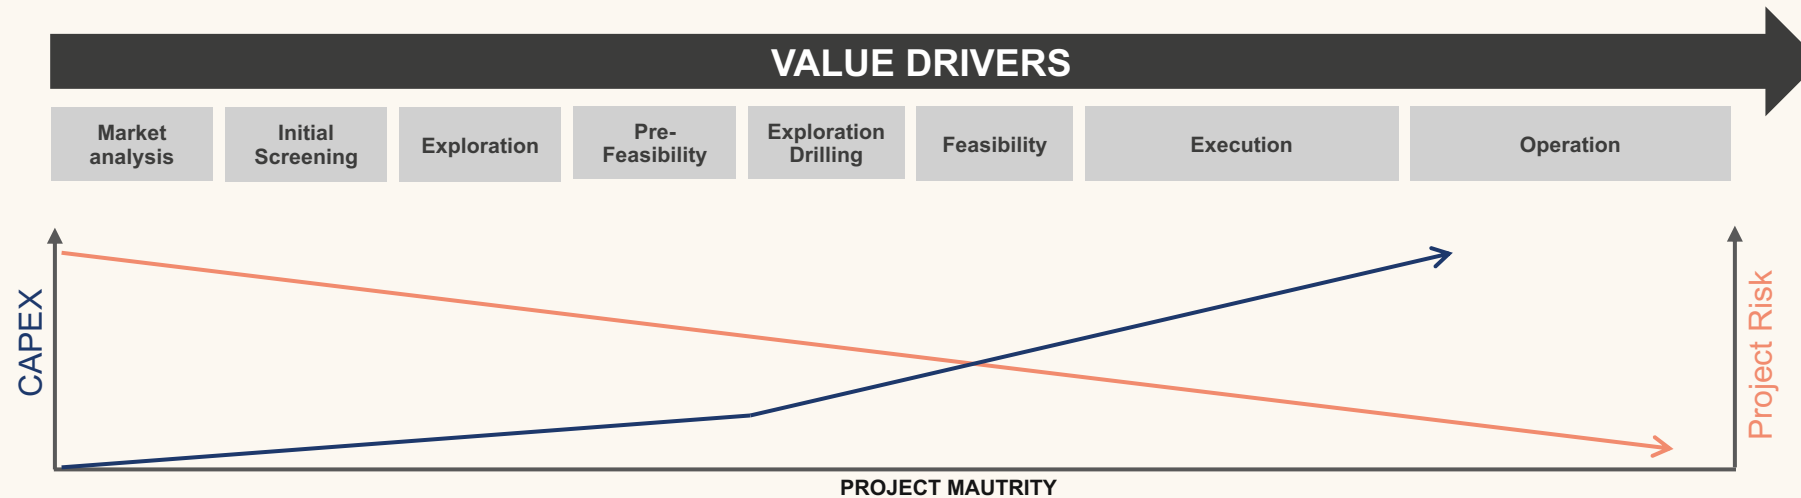 VALUE DRIVERS
Market
analysis
Initial
Screening
Exploration
Pre-
Feasibility
Exploration
Drilling
Feasibility
Execution
Operation
CAPEX
Project Risk
PROJECT MAUTRITY